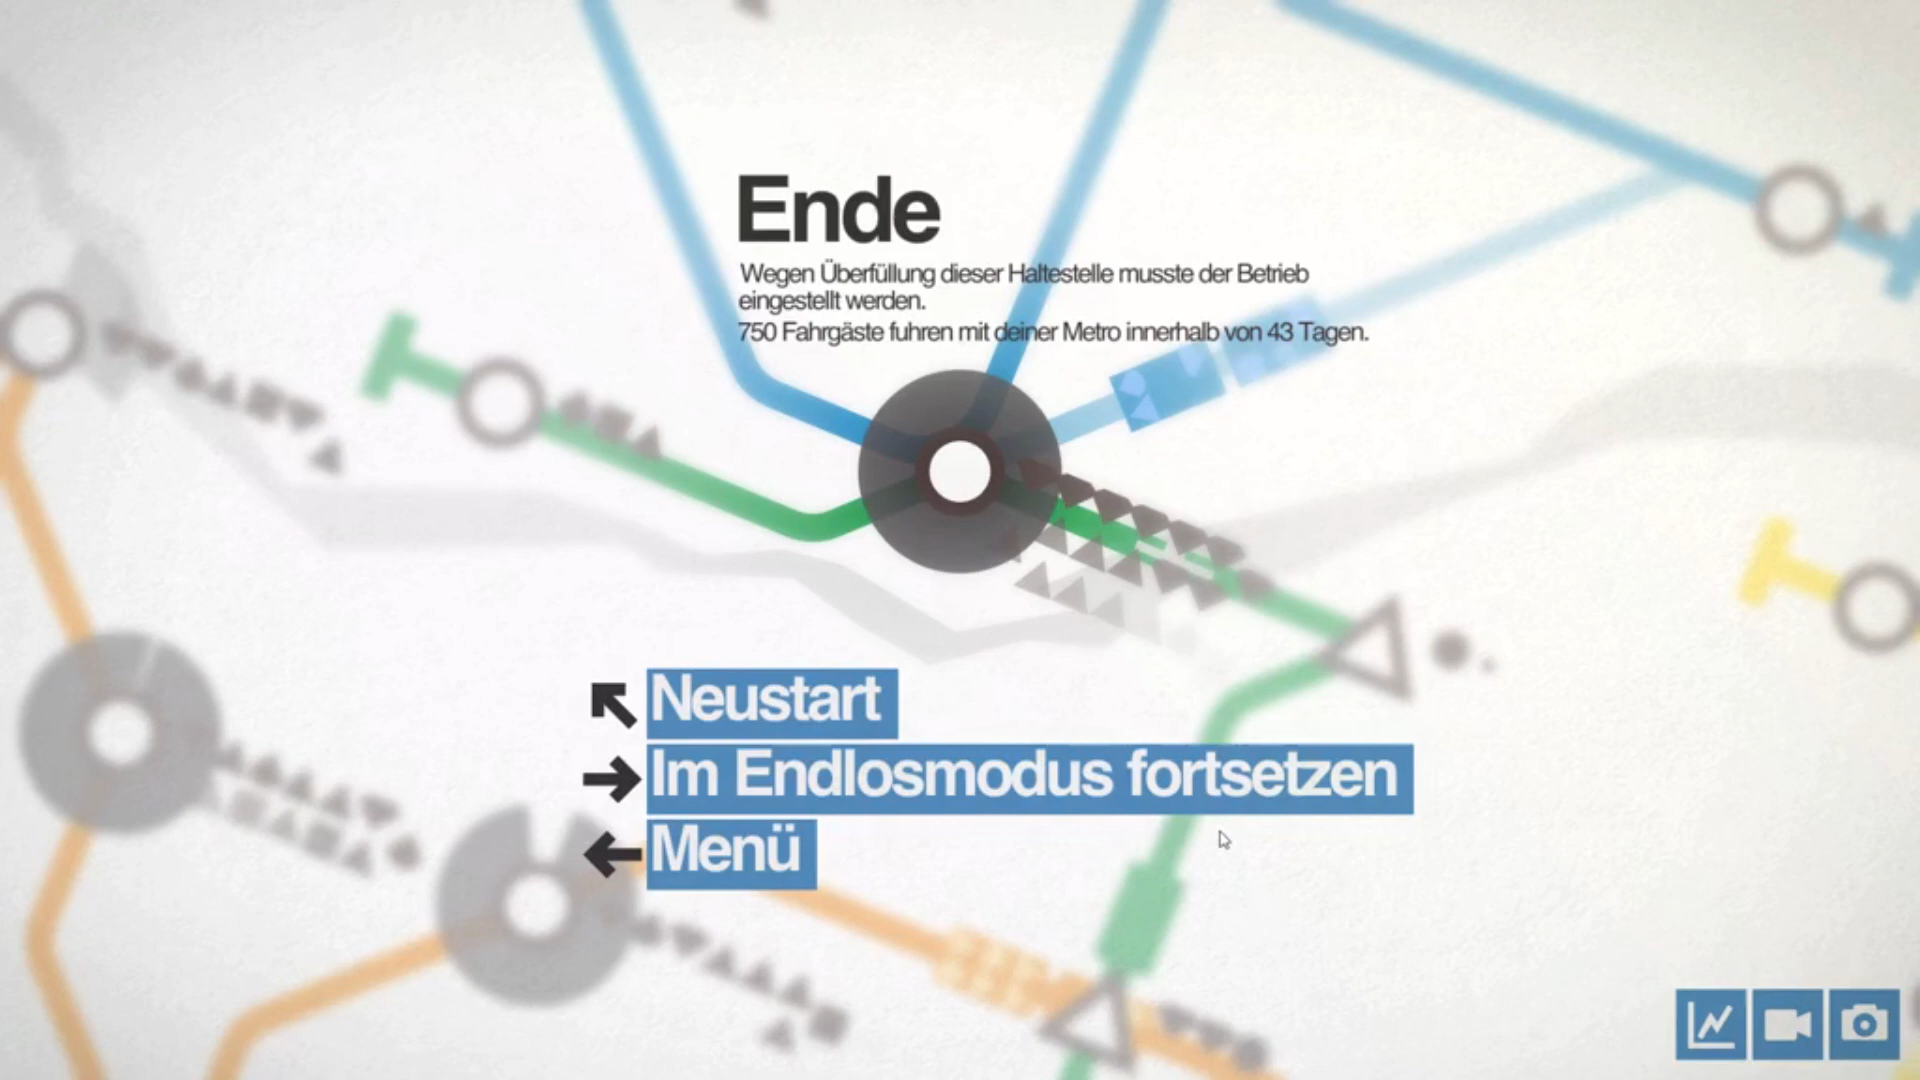 Ende
Wegen Überfüllung dieser Haltestelle musste der Betrieb
eingestellt werden.
750 Fahrgäste fuhren mit deiner Metro innerhalb von 43 Tagen.
Neustart
Im Endlosmodus fortsetzen
Menü